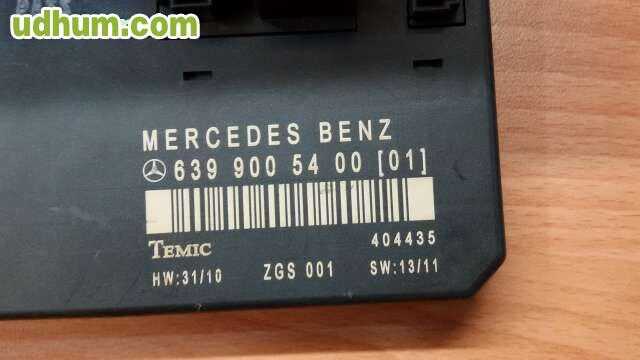 udhum.com
MERCEDES BENZ
639 900 54 00 [01]
TEMIC 404435
HW:31/10 ZGS 001 SW:13/11